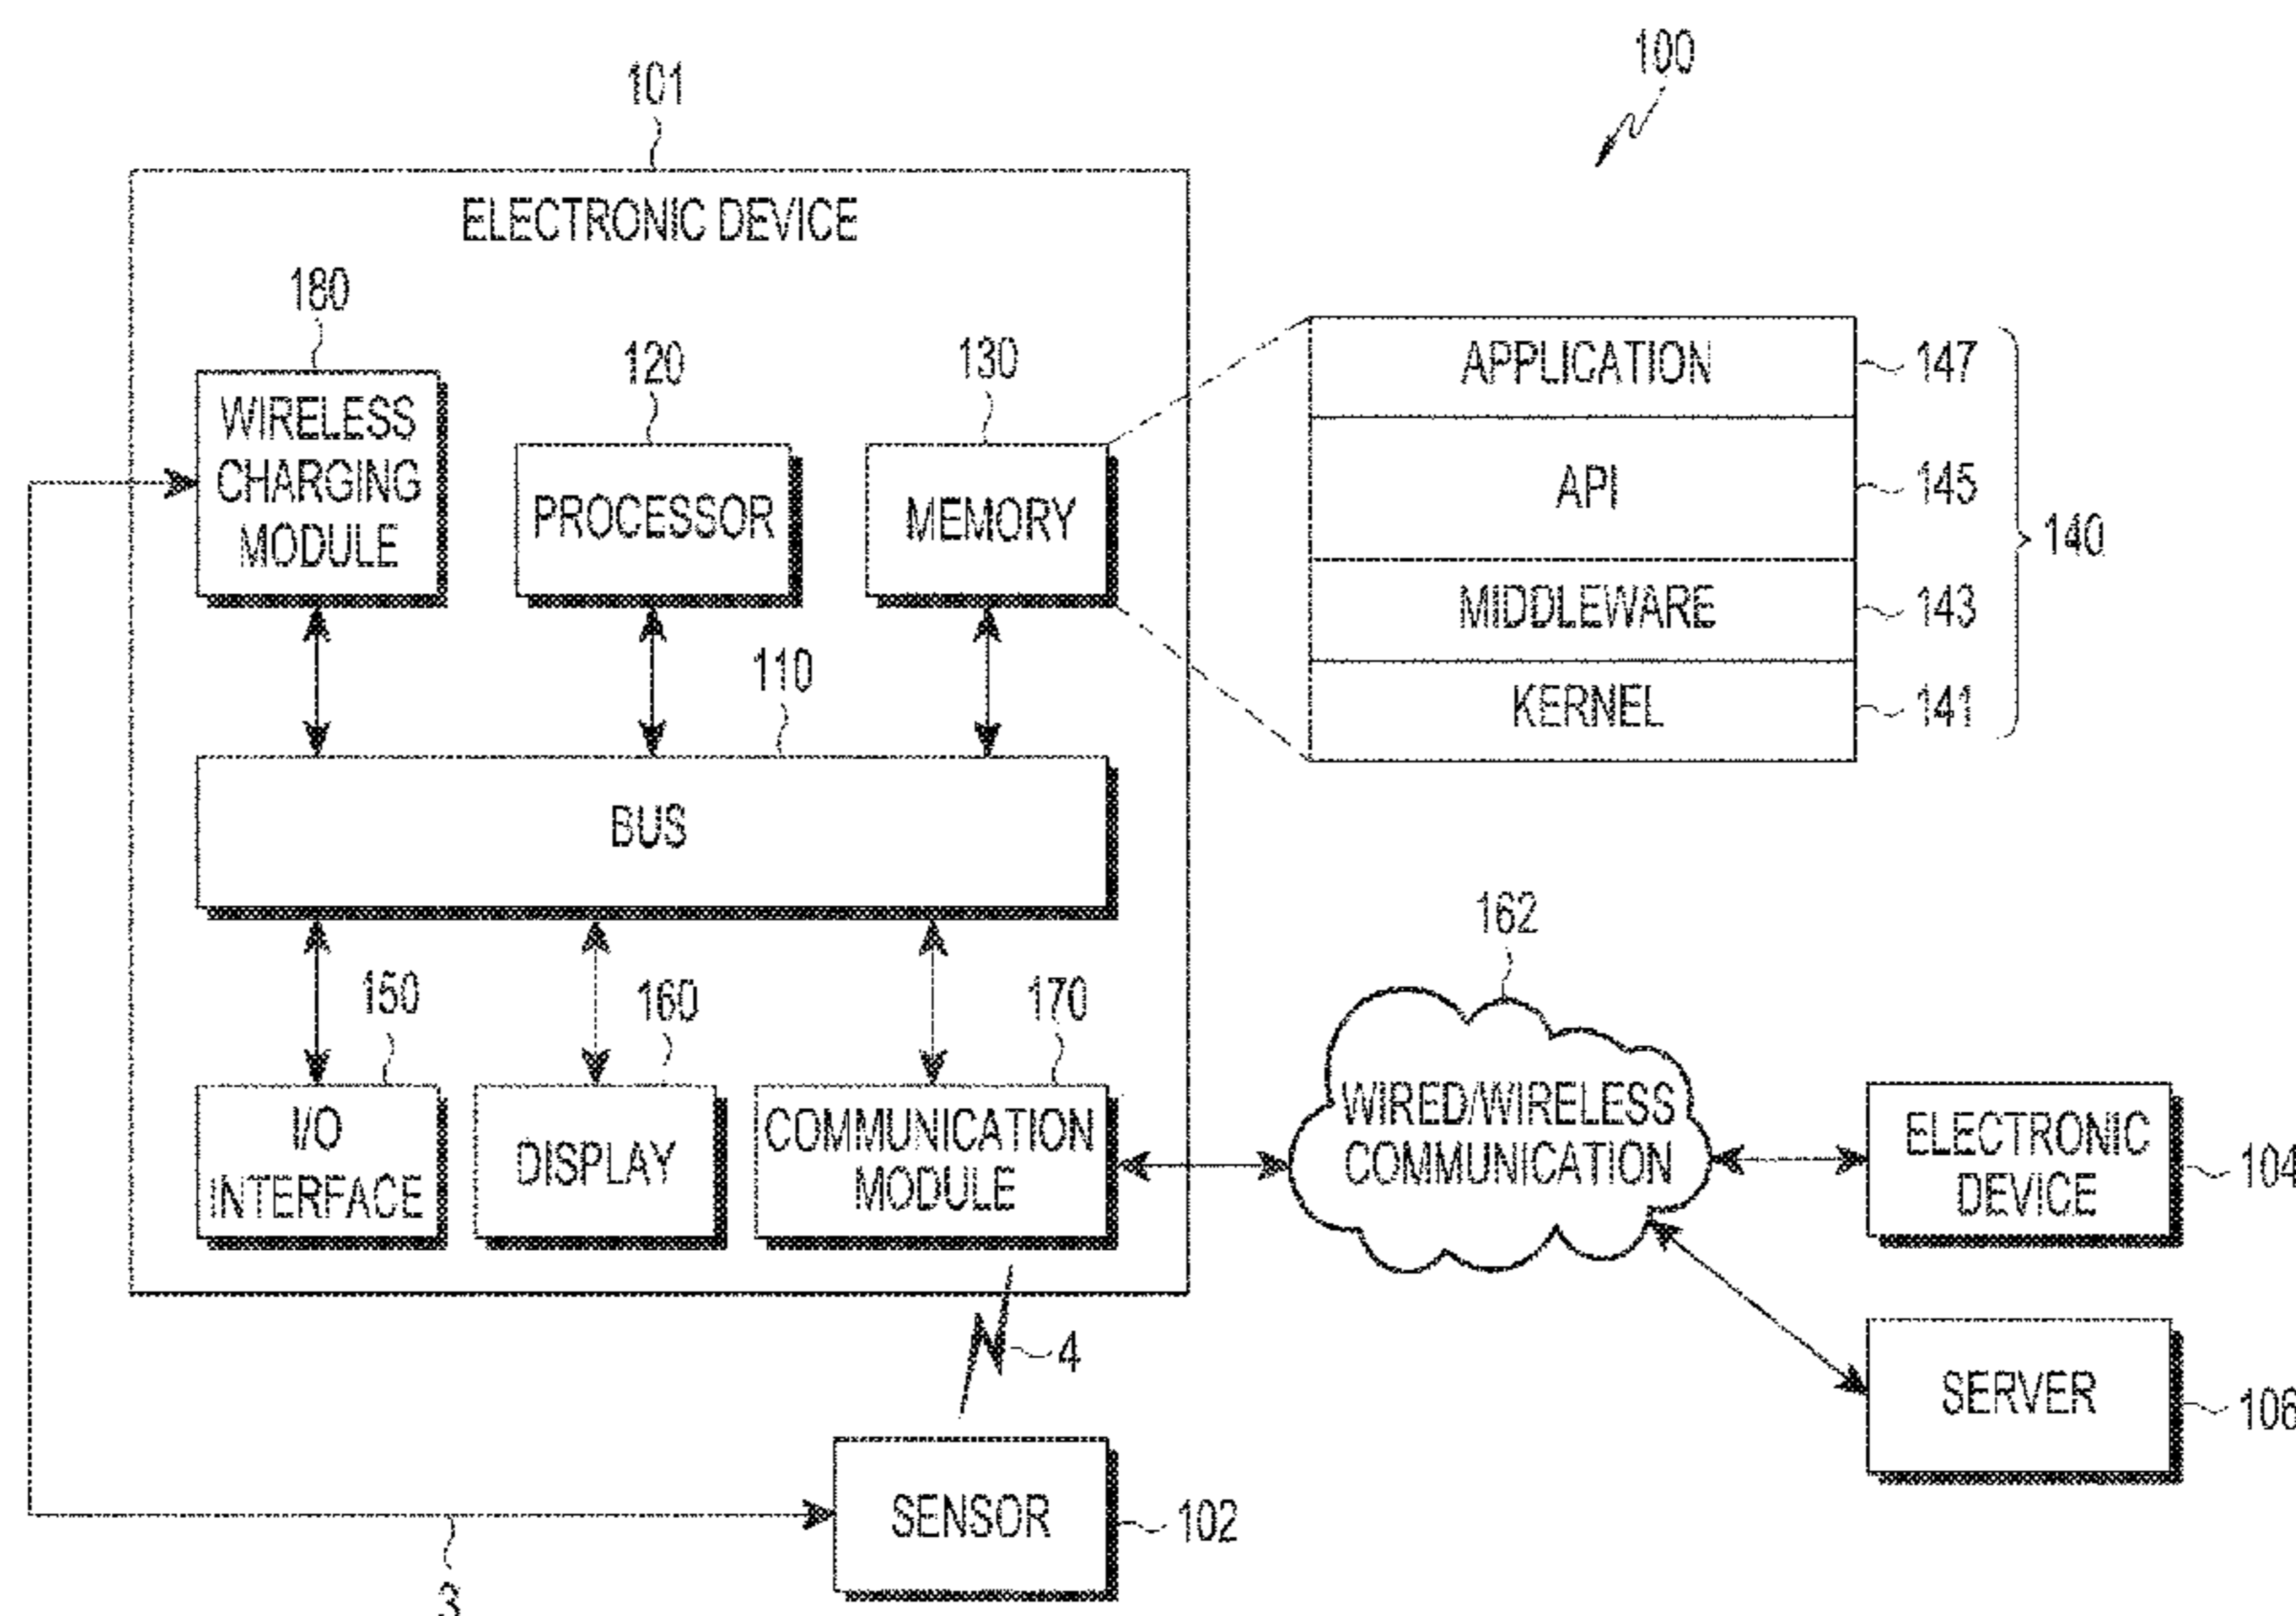 100
101
ELECTRONIC DEVICE
180
WIRELESS
CHARGING
MODULE
120
PROCESSOR
130
MEMORY
APPLICATION
147
API
145
MIDDLEWARE
143
KERNEL
141
140
110
BUS
150
I/O
INTERFACE
160
DISPLAY
170
COMMUNICATION
MODULE
162
WIRED/WIRELESS
COMMUNICATION
ELECTRONIC
DEVICE
104
SERVER
106
4
SENSOR
102
3